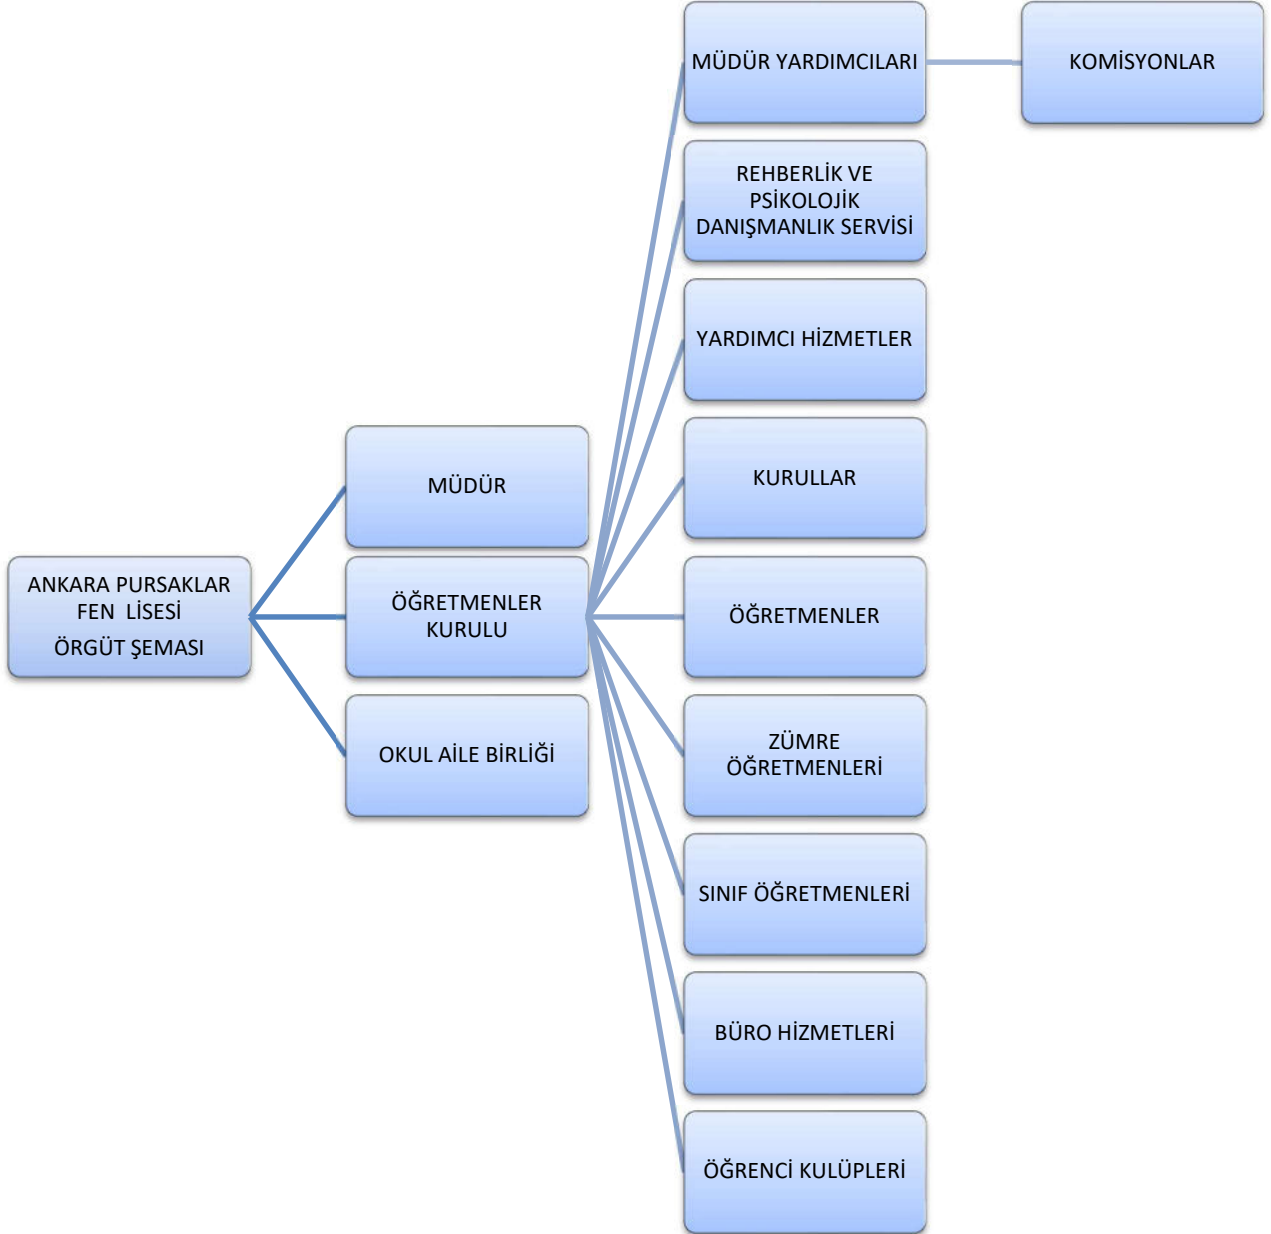 MÜDÜR YARDIMCILARI
KOMİSYONLAR
REHBERLİK VE
PSİKOLOJİK
DANIŞMANLIK SERVİSİ
YARDIMCI HİZMETLER
KURULLAR
MÜDÜR
ANKARA PURSAKLAR
FEN LİSESİ
ÖRGÜT ŞEMASI
ÖĞRETMENLER
KURULU
ÖĞRETMENLER
OKUL AİLE BİRLİĞİ
ZÜMRE
ÖĞRETMENLERİ
SINIF ÖĞRETMENLERİ
BÜRO HİZMETLERİ
ÖĞRENCİ KULÜPLERİ